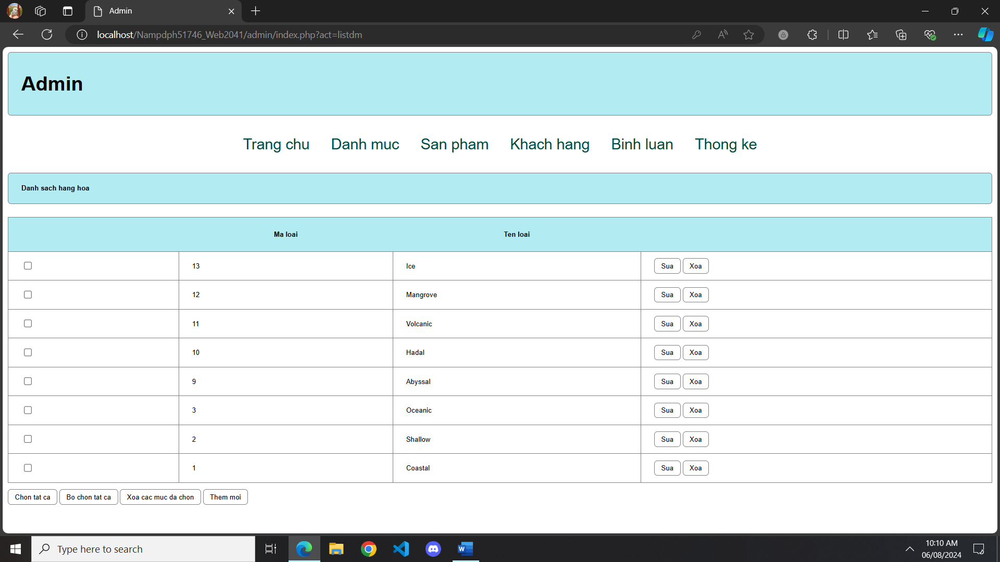 Admin
localhost/Nampdph51746_Web2041/admin/index.php?act=listdm
Admin
Trang chu Danh muc San pham Khach hang Binh luan Thong ke
Danh sach hang hoa
Ma loai Ten loai
13 Ice Sua Xoa
12 Mangrove Sua Xoa
11 Volcanic Sua Xoa
10 Hadal Sua Xoa
9 Abyssal Sua Xoa
3 Oceanic Sua Xoa
2 Shallow Sua Xoa
1 Coastal Sua Xoa
Chon tat ca Bo chon tat ca Xoa cac muc da chon Them moi
Type here to search
10:10 AM
06/08/2024